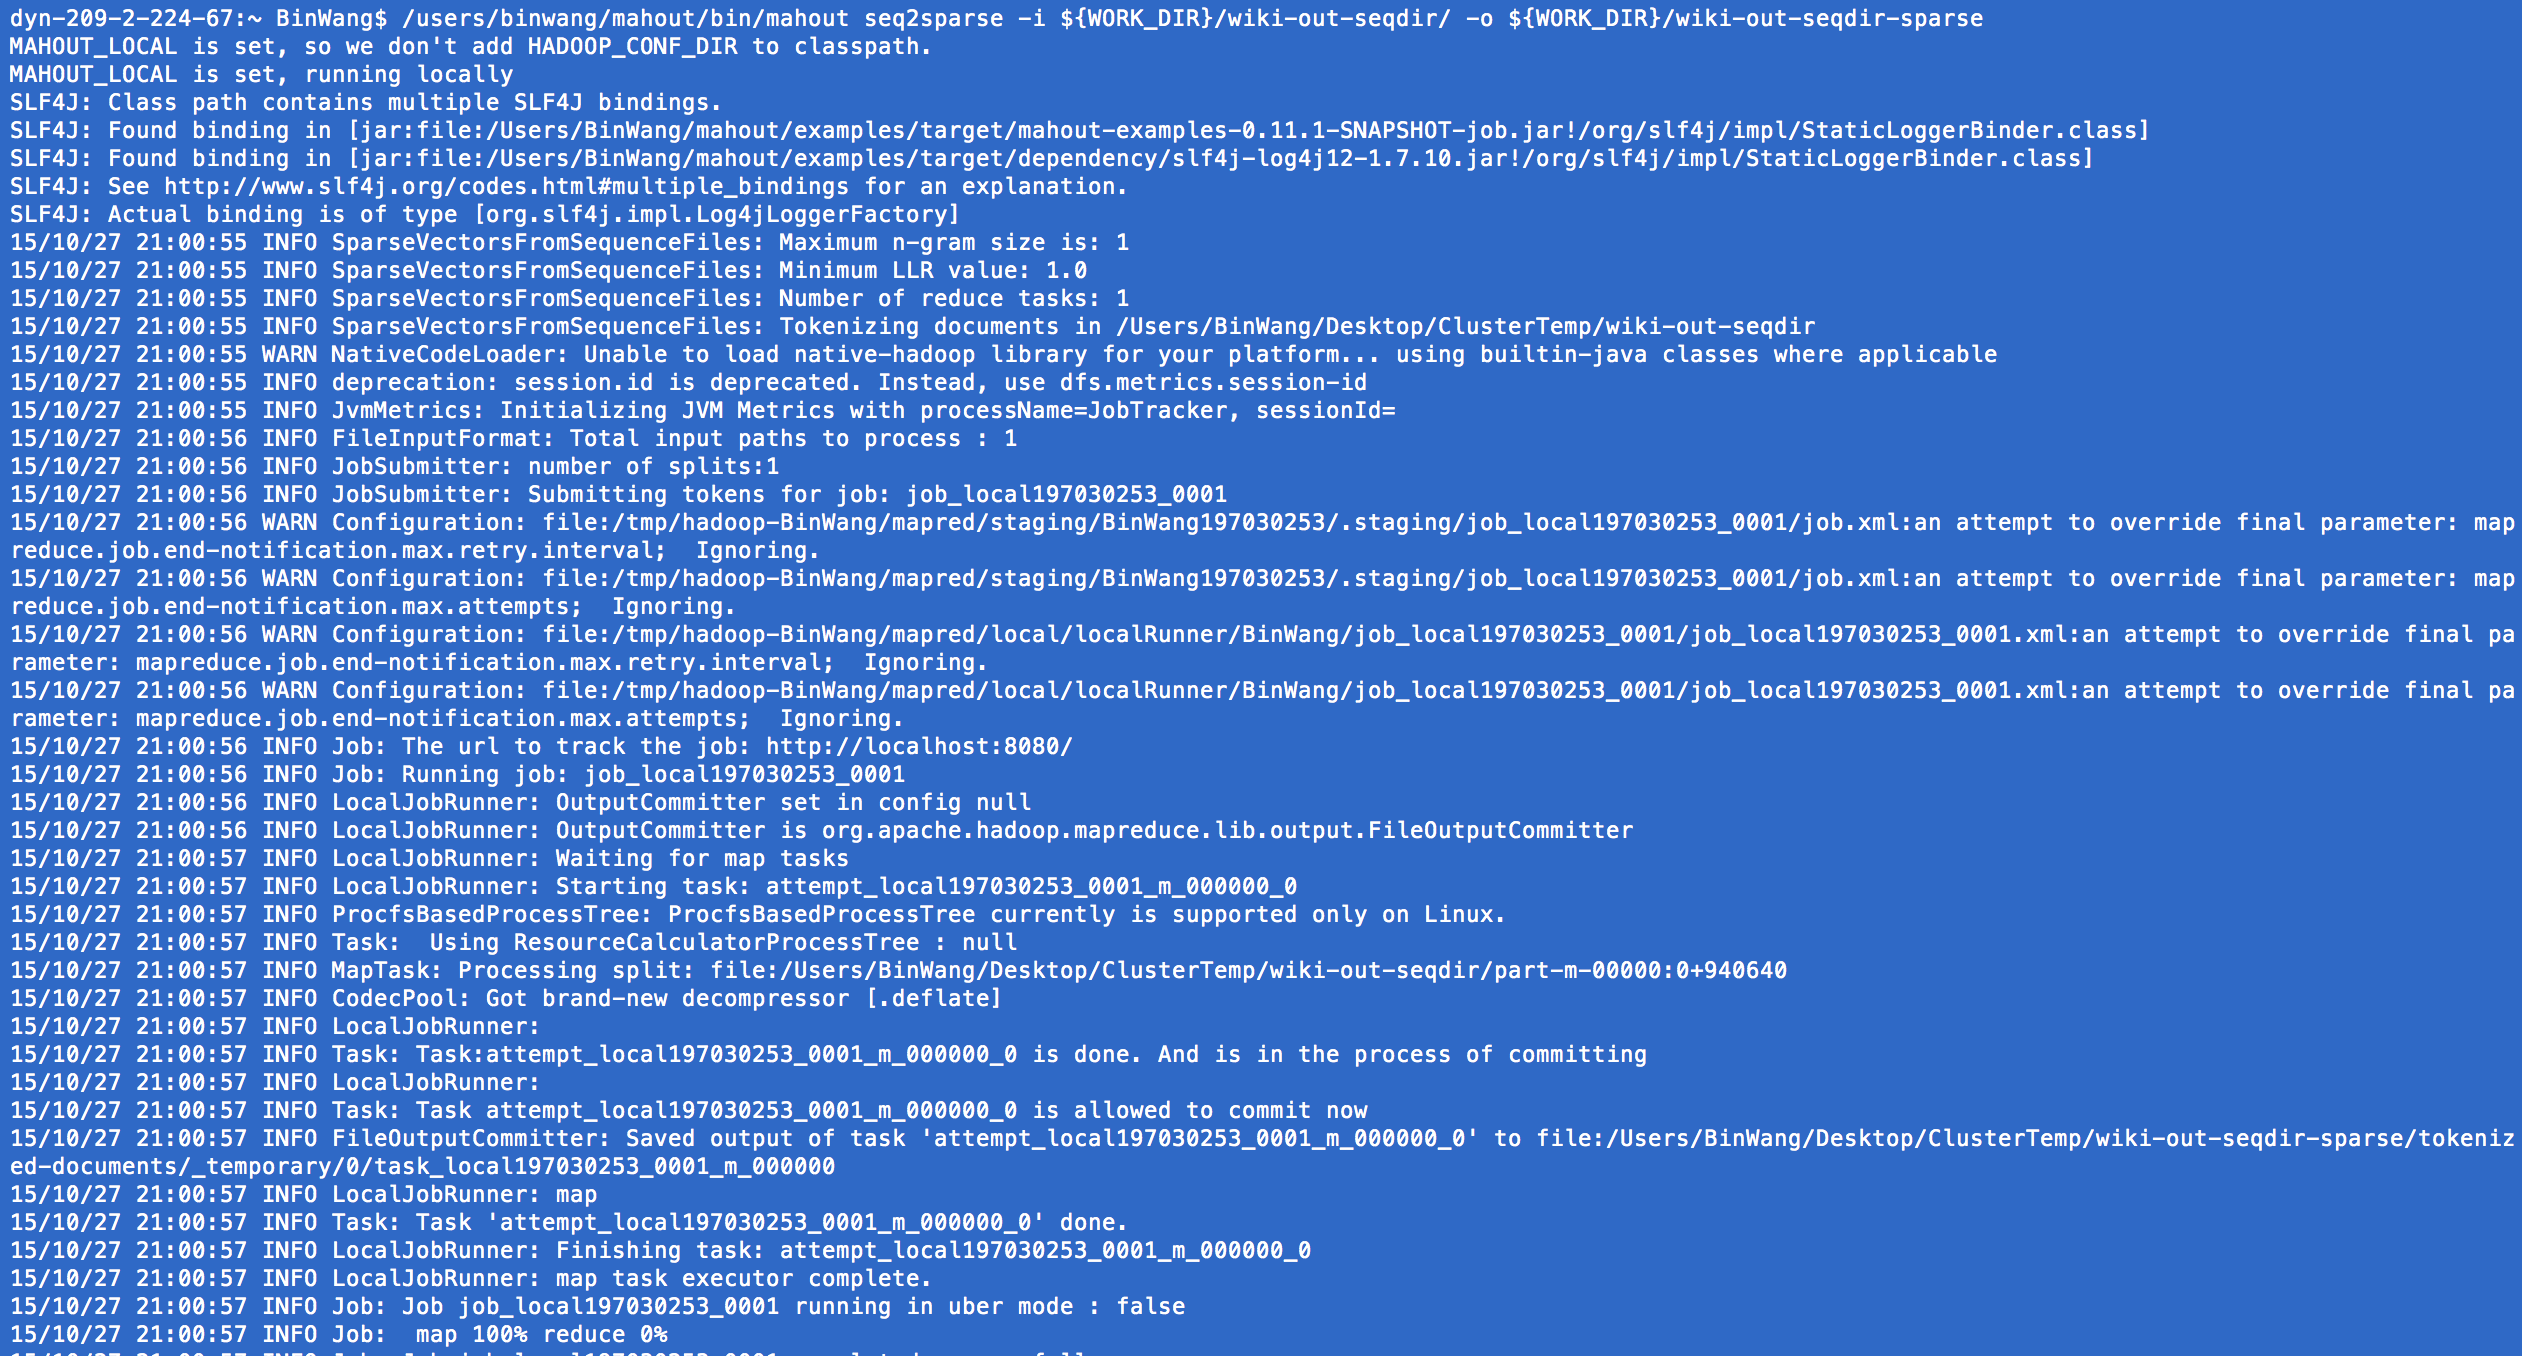 dyn-209-2-224-67:~ BinWang$ /users/binwang/mahout/bin/mahout seq2sparse -i ${WORK_DIR}/wiki-out-seqdir/ -o ${WORK_DIR}/wiki-out-seqdir-sparse
MAHOUT_LOCAL is set, so we don't add HADOOP_CONF_DIR to classpath.
MAHOUT_LOCAL is set, running locally
SLF4J: Class path contains multiple SLF4J bindings.
SLF4J: Found binding in [jar:file:/Users/BinWang/mahout/examples/target/mahout-examples-0.11.1-SNAPSHOT-job.jar!/org/slf4j/impl/StaticLoggerBinder.class]
SLF4J: Found binding in [jar:file:/Users/BinWang/mahout/examples/target/dependency/slf4j-log4j12-1.7.10.jar!/org/slf4j/impl/StaticLoggerBinder.class]
SLF4J: See http://www.slf4j.org/codes.html#multiple_bindings for an explanation.
SLF4J: Actual binding is of type [org.slf4j.impl.Log4jLoggerFactory]
15/10/27 21:00:55 INFO SparseVectorsFromSequenceFiles: Maximum n-gram size is: 1
15/10/27 21:00:55 INFO SparseVectorsFromSequenceFiles: Minimum LLR value: 1.0
15/10/27 21:00:55 INFO SparseVectorsFromSequenceFiles: Number of reduce tasks: 1
15/10/27 21:00:55 INFO SparseVectorsFromSequenceFiles: Tokenizing documents in /Users/BinWang/Desktop/ClusterTemp/wiki-out-seqdir
15/10/27 21:00:55 WARN NativeCodeLoader: Unable to load native-hadoop library for your platform... using builtin-java classes where applicable
15/10/27 21:00:55 INFO deprecation: session.id is deprecated. Instead, use dfs.metrics.session-id
15/10/27 21:00:55 INFO JvmMetrics: Initializing JVM Metrics with processName=JobTracker, sessionId=
15/10/27 21:00:56 INFO FileInputFormat: Total input paths to process : 1
15/10/27 21:00:56 INFO JobSubmitter: number of splits:1
15/10/27 21:00:56 INFO JobSubmitter: Submitting tokens for job: job_local197030253_0001
15/10/27 21:00:56 WARN Configuration: file:/tmp/hadoop-BinWang/mapred/staging/BinWang197030253/.staging/job_local197030253_0001/job.xml:an attempt to override final parameter: map
reduce.job.end-notification.max.retry.interval;  Ignoring.
15/10/27 21:00:56 WARN Configuration: file:/tmp/hadoop-BinWang/mapred/staging/BinWang197030253/.staging/job_local197030253_0001/job.xml:an attempt to override final parameter: map
reduce.job.end-notification.max.attempts;  Ignoring.
15/10/27 21:00:56 WARN Configuration: file:/tmp/hadoop-BinWang/mapred/local/localRunner/BinWang/job_local197030253_0001/job_local197030253_0001.xml:an attempt to override final pa
rameter: mapreduce.job.end-notification.max.retry.interval;  Ignoring.
15/10/27 21:00:56 WARN Configuration: file:/tmp/hadoop-BinWang/mapred/local/localRunner/BinWang/job_local197030253_0001/job_local197030253_0001.xml:an attempt to override final pa
rameter: mapreduce.job.end-notification.max.attempts;  Ignoring.
15/10/27 21:00:56 INFO Job: The url to track the job: http://localhost:8080/
15/10/27 21:00:56 INFO Job: Running job: job_local197030253_0001
15/10/27 21:00:56 INFO LocalJobRunner: OutputCommitter set in config null
15/10/27 21:00:56 INFO LocalJobRunner: OutputCommitter is org.apache.hadoop.mapreduce.lib.output.FileOutputCommitter
15/10/27 21:00:57 INFO LocalJobRunner: Waiting for map tasks
15/10/27 21:00:57 INFO LocalJobRunner: Starting task: attempt_local197030253_0001_m_000000_0
15/10/27 21:00:57 INFO ProcfsBasedProcessTree: ProcfsBasedProcessTree currently is supported only on Linux.
15/10/27 21:00:57 INFO Task:  Using ResourceCalculatorProcessTree : null
15/10/27 21:00:57 INFO MapTask: Processing split: file:/Users/BinWang/Desktop/ClusterTemp/wiki-out-seqdir/part-m-00000:0+940640
15/10/27 21:00:57 INFO CodecPool: Got brand-new decompressor [.deflate]
15/10/27 21:00:57 INFO LocalJobRunner:
15/10/27 21:00:57 INFO Task: Task:attempt_local197030253_0001_m_000000_0 is done. And is in the process of committing
15/10/27 21:00:57 INFO LocalJobRunner:
15/10/27 21:00:57 INFO Task: Task attempt_local197030253_0001_m_000000_0 is allowed to commit now
15/10/27 21:00:57 INFO FileOutputCommitter: Saved output of task 'attempt_local197030253_0001_m_000000_0' to file:/Users/BinWang/Desktop/ClusterTemp/wiki-out-seqdir-sparse/tokeniz
ed-documents/_temporary/0/task_local197030253_0001_m_000000
15/10/27 21:00:57 INFO LocalJobRunner: map
15/10/27 21:00:57 INFO Task: Task 'attempt_local197030253_0001_m_000000_0' done.
15/10/27 21:00:57 INFO LocalJobRunner: Finishing task: attempt_local197030253_0001_m_000000_0
15/10/27 21:00:57 INFO LocalJobRunner: map task executor complete.
15/10/27 21:00:57 INFO Job: Job job_local197030253_0001 running in uber mode : false
15/10/27 21:00:57 INFO Job:  map 100% reduce 0%